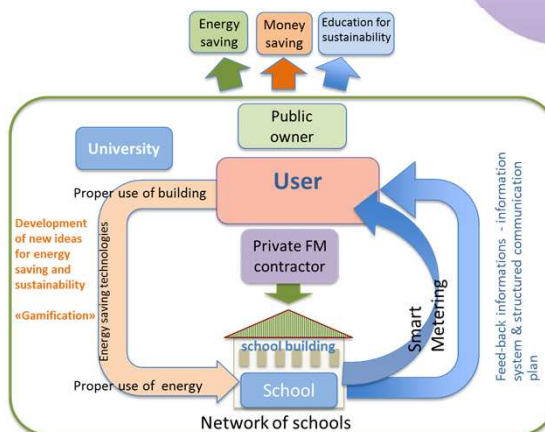 Energy
saving
Money
saving
Education for
sustainability
Public
owner
University
User
Proper use of building
Development
of new ideas
for energy
saving and
sustainability
«Gamification»
Energy saving technologies
Private FM
contractor
Smart
Metering
Feed-back informations - information
system & structured communication
plan
school building
School
Proper use of energy
Network of schools